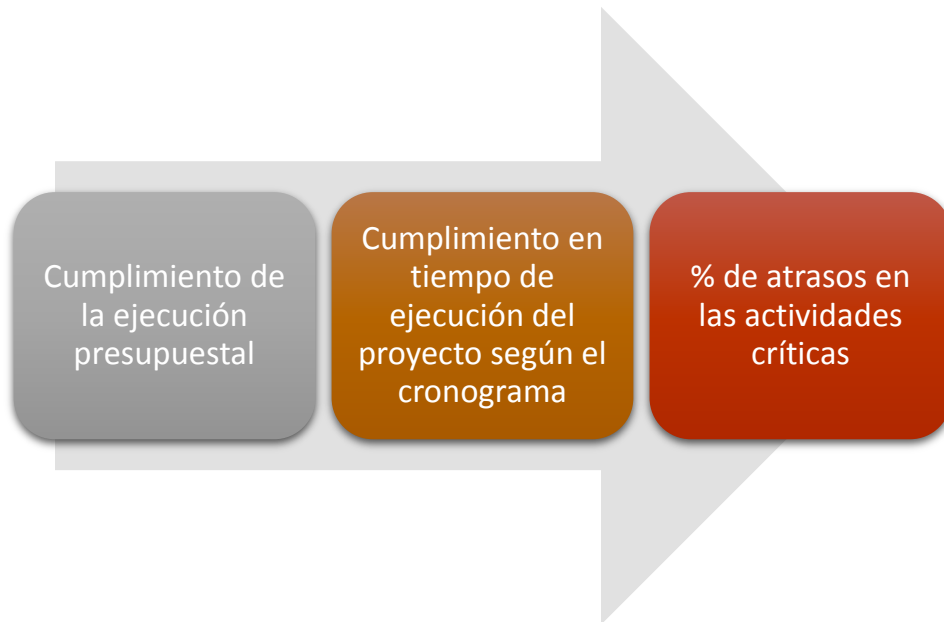 Cumplimiento de
la ejecución
presupuestal
Cumplimiento en
tiempo de
ejecución del
proyecto según el
cronograma
% de atrasos en
las actividades
críticas